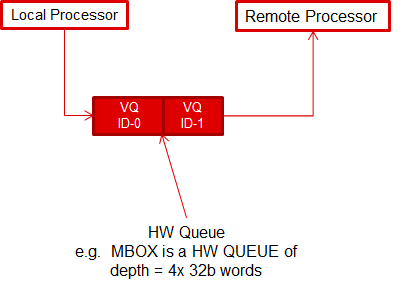 Local Processor
Remote Processor
VQ
ID-0
VQ
ID-1
HW Queue
e.g. MBOX is a HW QUEUE of
depth = 4x 32b words